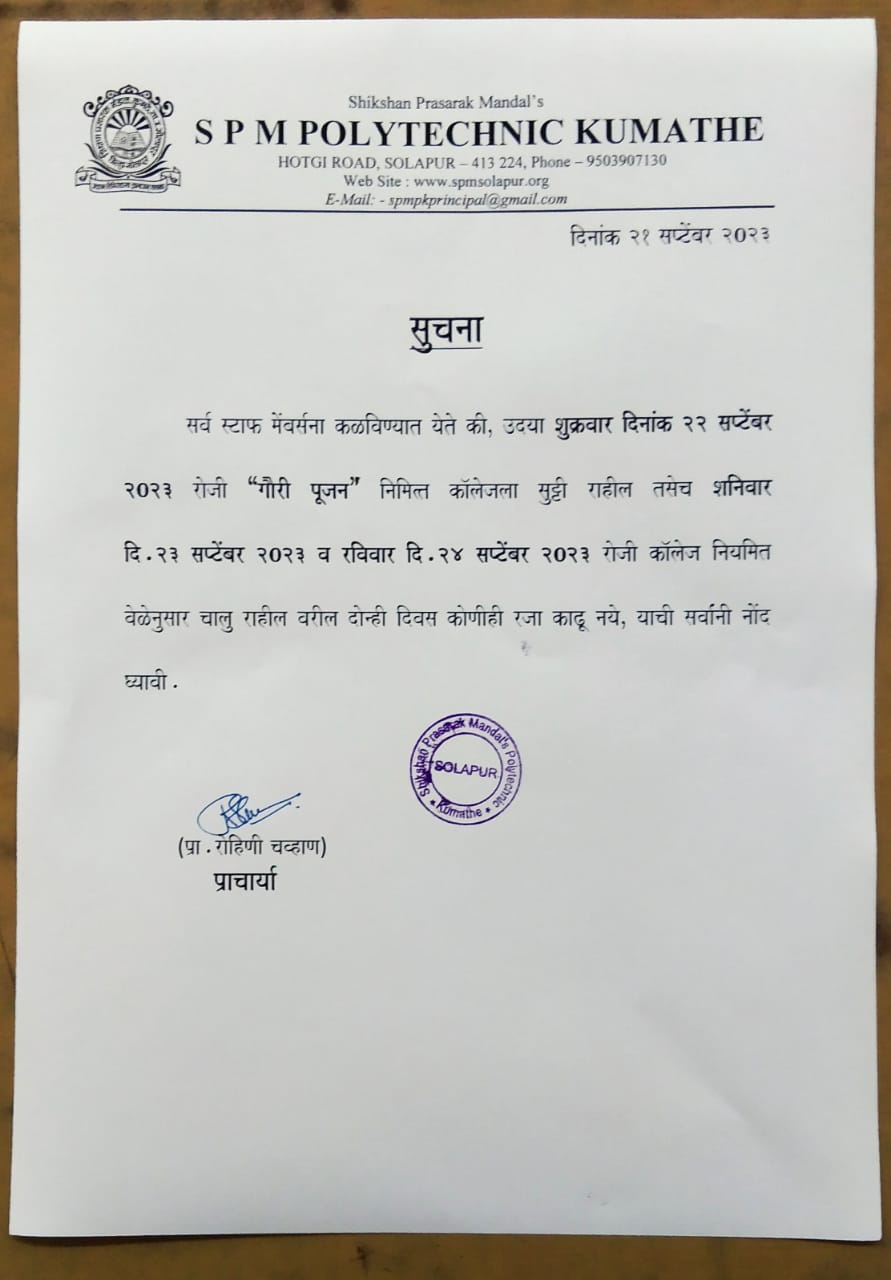 Shikshan Prasarak Mandal's
S P M POLYTECHNIC KUMATHE
HOTGI ROAD, SOLAPUR – 413 224, Phone – 9503907130
Web Site : www.spmsolapur.org
E-Mail: - spmpkprincipal@gmail.com
दिनांक २१ सप्टेंबर २०२३
सुचना
सर्व स्टाफ मेंबर्सना कळविण्यात येते की, उदया शुक्रवार दिनांक २२ सप्टेंबर
२०२३ रोजी “गौरी पूजन” निमित्त कॉलेजला सुट्टी राहील तसेच शनिवार
दि.२३ सप्टेंबर २०२३ व रविवार दि.२४ सप्टेंबर २०२३ रोजी कॉलेज नियमित
वेळेनुसार चालु राहील वरील दोन्ही दिवस कोणीही रजा काढू नये, याची सर्वांनी नोंद
घ्यावी.
Shikshan Prasarak Mandal's Polytechnic
SOLAPUR
Kumathe
(प्रा.रोहिणी चव्हाण)
प्राचार्या